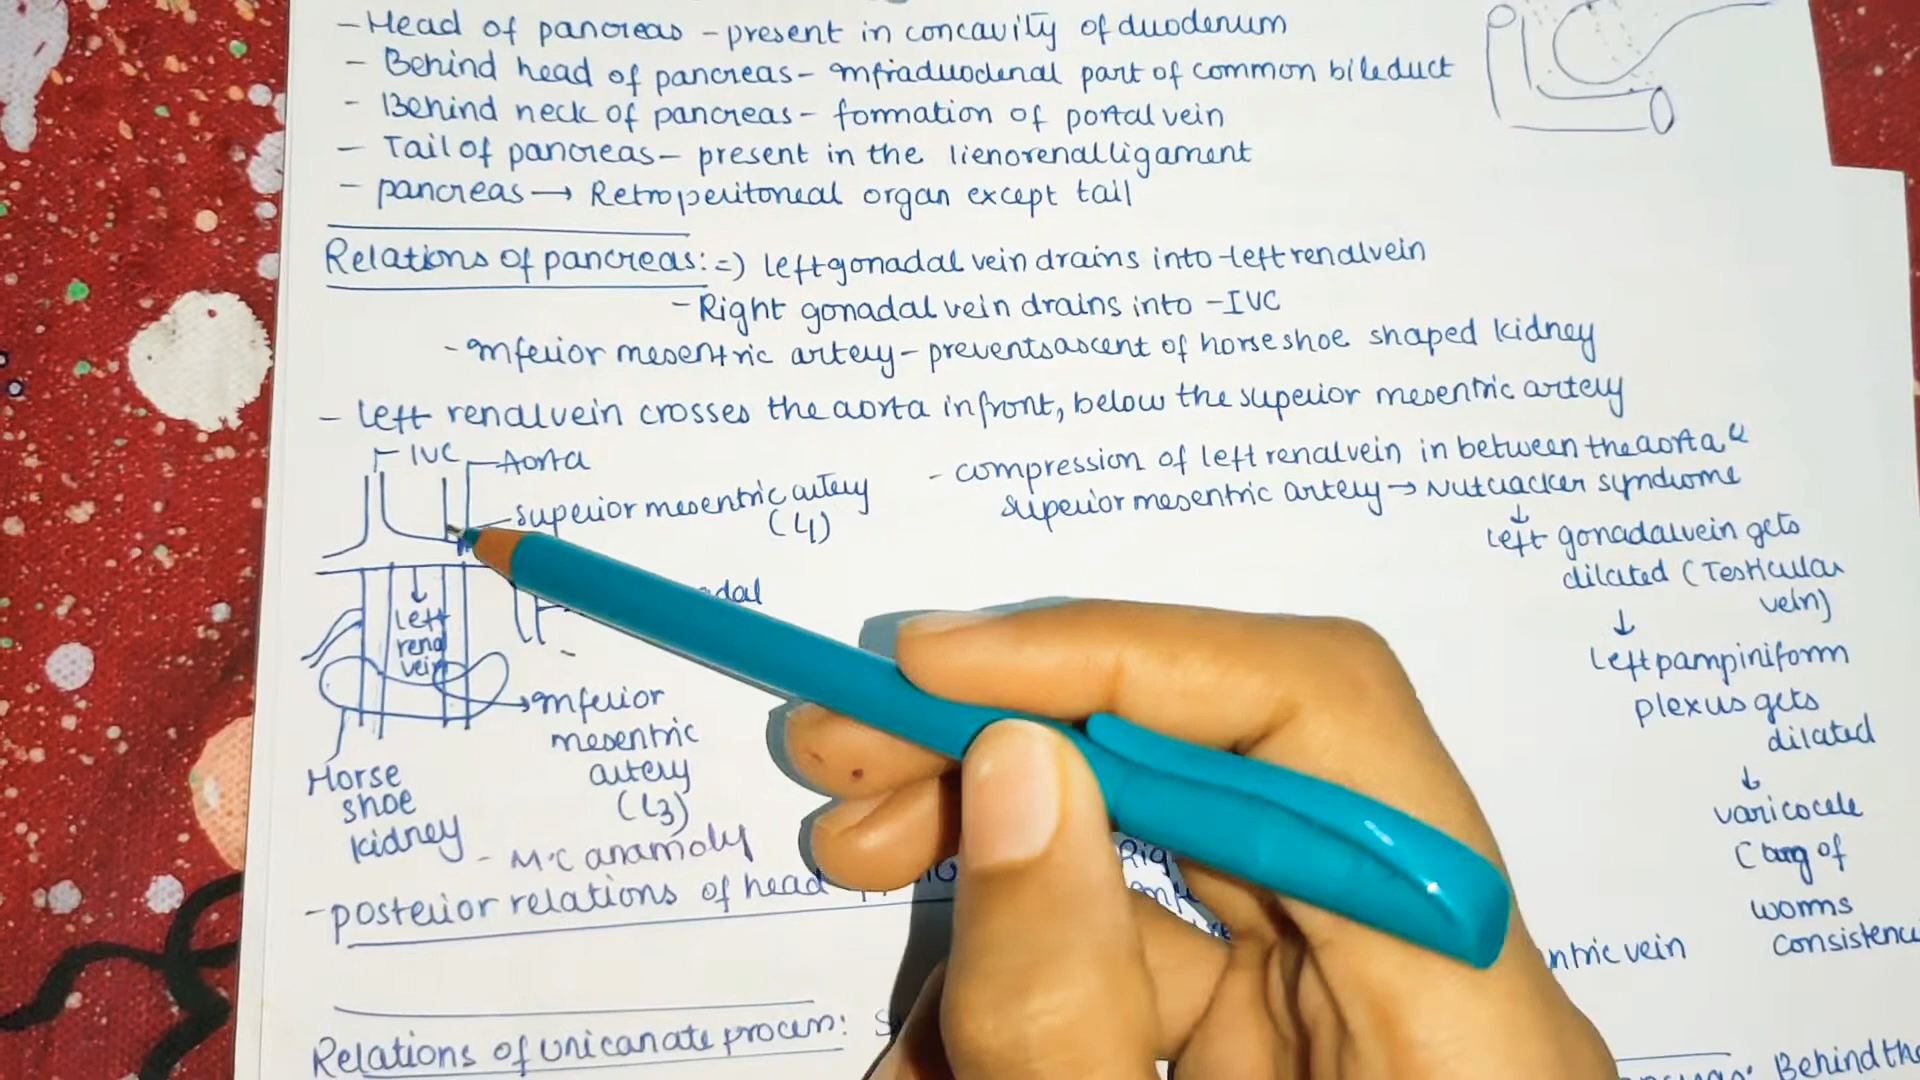 - Head of pancreas - present in concavity of duodenum
- Behind head of pancreas - infraduodenal part of common bile duct
- Behind neck of pancreas - formation of portal vein
- Tail of pancreas - present in the lienorenal ligament
- pancreas → Retroperitoneal organ except tail
Relations of pancreas: =) left gonadal vein drains into - left renal vein
- Right gonadal vein drains into - IVC
- Inferior mesentric artery - prevents ascent of horse shoe shaped kidney
- left renal vein crosses the aorta infront, below the superior mesentric artery
IVC
Aorta
superior mesentric artery
(L1)
- compression of left renal vein in between the aorta &
superior mesentric artery → Nutcracker syndrome
↓
left gonadal vein gets
dilated (Testicular
vein)
↓
left pampiniform
plexus gets
dilated
↓
varicocele
of
worms
↓
left
renal
vein
→ Inferior
mesentric
artery
(L3)
Horse
shoe
kidney
- M.C anamoly
- posterior relations of head
ntric vein
Relations of unicanate process:
Behind the